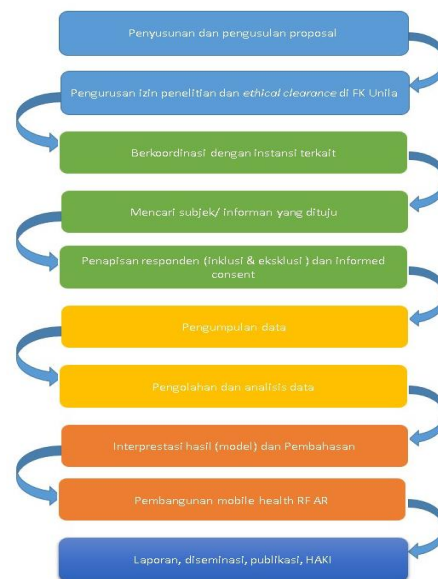 Penyusunan dan pengusulan proposal
Pengurusan izin penelitian dan ethical clearance di FK Unila
Berkoordinasi dengan instansi terkait
Mencari subjek/ informan yang dituju
Penapisan responden (inklusi & eksklusi ) dan informed
consent
Pengumpulan data
Pengolahan dan analisis data
Interprestasi hasil (model) dan Pembahasan
Pembangunan mobile health RF AR
Laporan, diseminasi, publikasi, HAKI